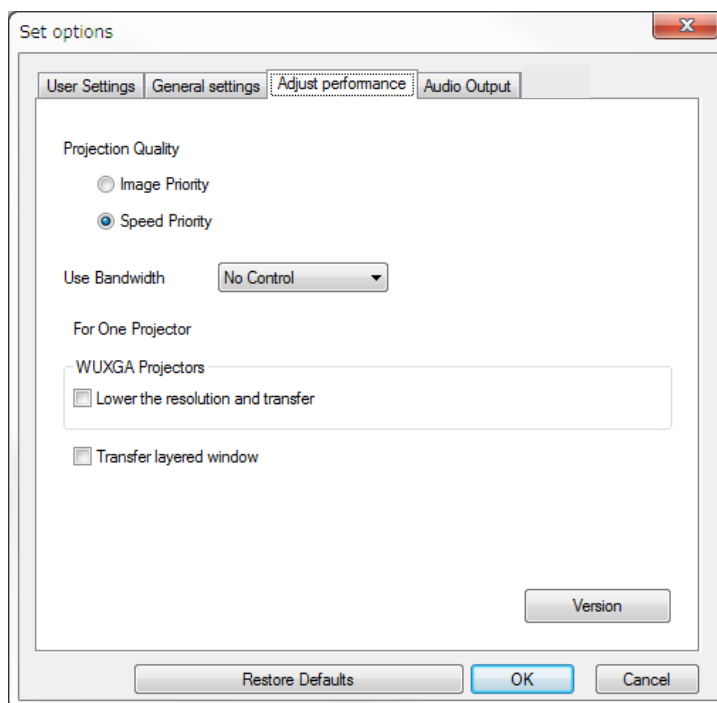 Set options
User Settings General settings Adjust performance Audio Output
Projection Quality
Image Priority
Speed Priority
Use Bandwidth No Control
For One Projector
WUXGA Projectors
Lower the resolution and transfer
Transfer layered window
Version
Restore Defaults OK Cancel